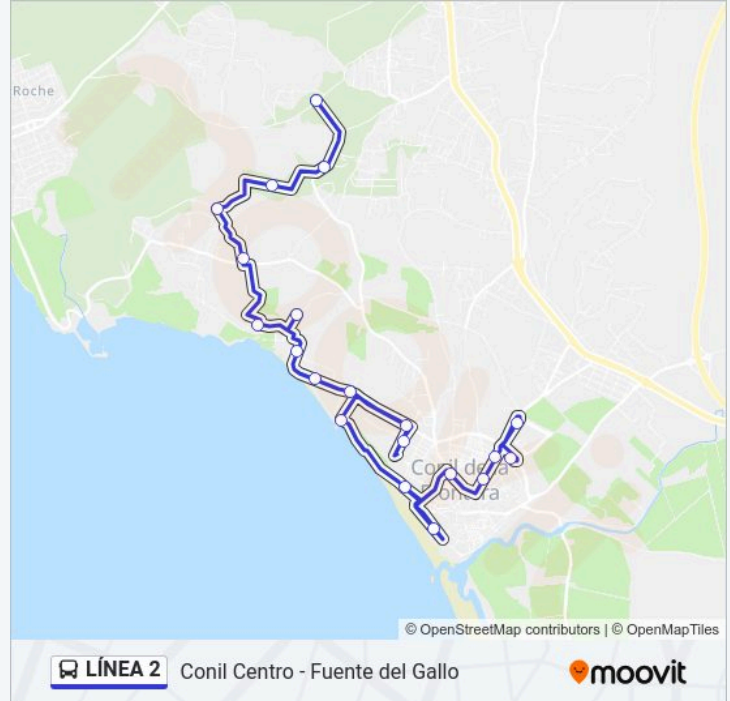 Roche
Conil de la
Frontera
© OpenStreetMap contributors | © OpenMapTiles
LÍNEA 2 Conil Centro - Fuente del Gallo
moovit